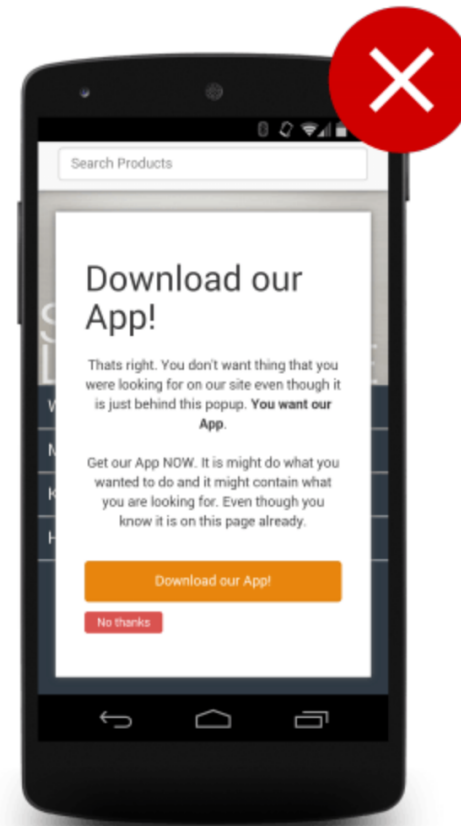 Search Products
Download our
App!
Thats right. You don't want thing that you
were looking for on our site even though it
is just behind this popup. You want our
App.
Get our App NOW. It is might do what you
wanted to do and it might contain what
you are looking for. Even though you
know it is on this page already.
Download our App!
No thanks